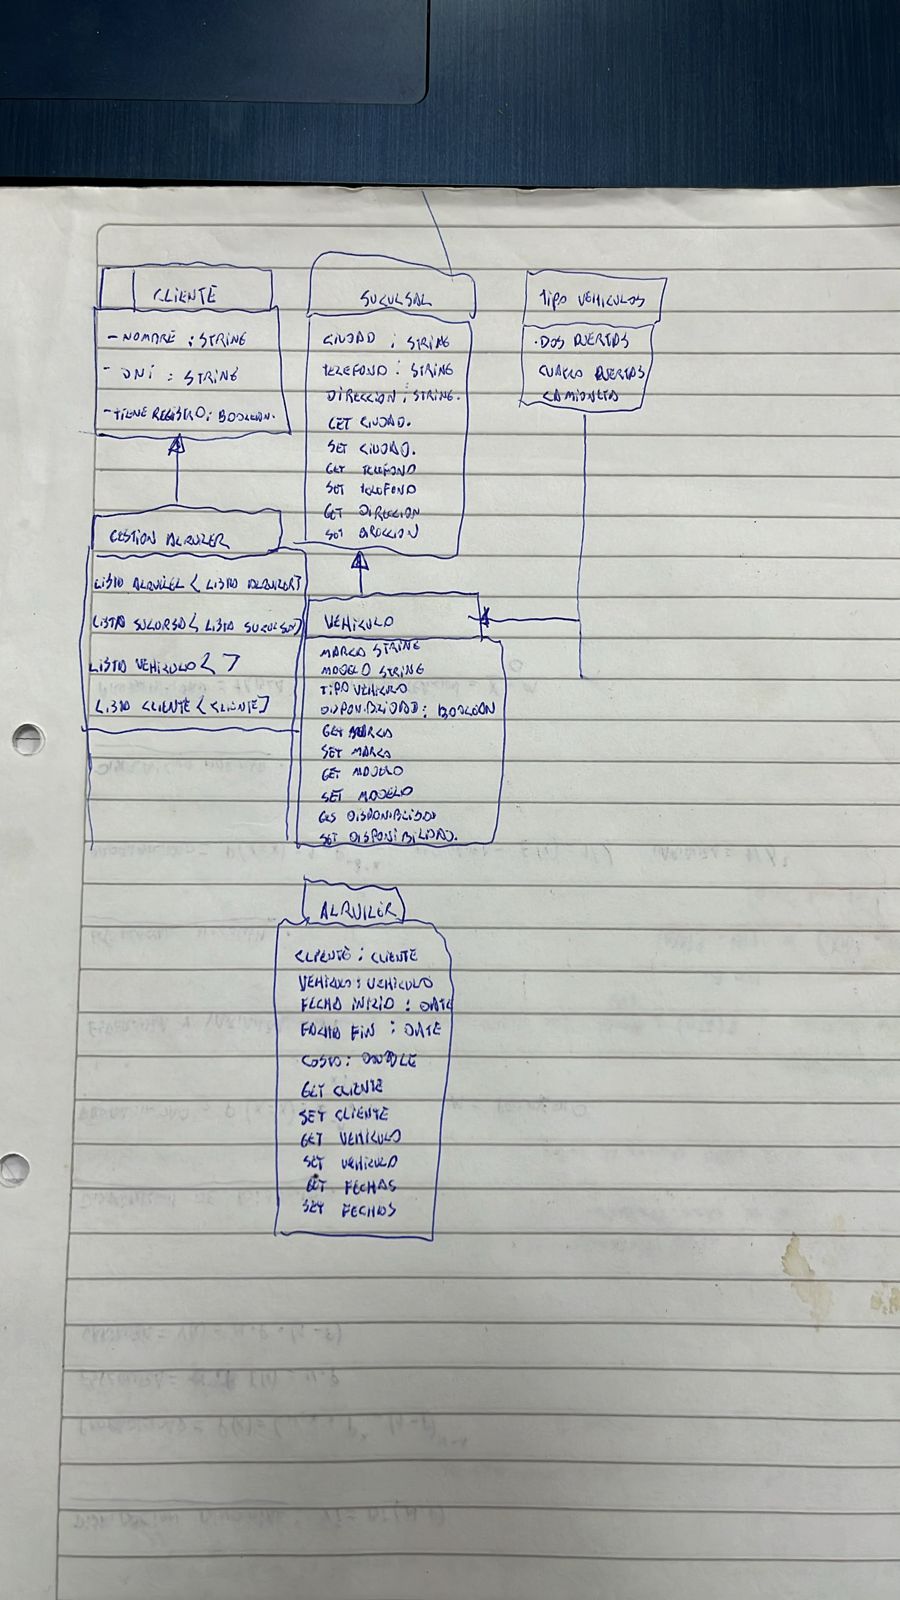 CLIENTE
- NOMBRE : STRING
- DNI : STRING
- TIENE REGISTRO: BOOLEAN.
SUCURSAL
CIUDAD : STRING
TELEFONO : STRING
DIRECCION : STRING.
GET CIUDAD.
SET CIUDAD.
GET TELEFONO
SET TELEFONO
GET DIRECCION
SET DIRECCION
TIPO VEHICULOS
. DOS PUERTAS
CUATRO PUERTAS
CAMIONETA
GESTION ALQUILER
LISTA ALQUILER < LISTA ALQUILER>
LISTA SUCURSAL < LISTA SUCURSAL>
LISTA VEHICULO < >
LISTA CLIENTE < CLIENTE>
VEHICULO
MARCA STRING
MODELO STRING
TIPO VEHICULO
DISPONIBILIDAD : BOOLEAN
GET MARCA
SET MARCA
GET MODELO
SET MODELO
GET DISPONIBILIDAD
SET DISPONIBILIDAD.
ALQUILER
CLIENTE : CLIENTE
VEHICULO : VEHICULO
FECHA INIZIO : DATE
FECHA FIN : DATE
COSTO : DOUBLE
GET CLIENTE
SET CLIENTE
GET VEHICULO
SET VEHICULO
GET FECHAS
SET FECHAS